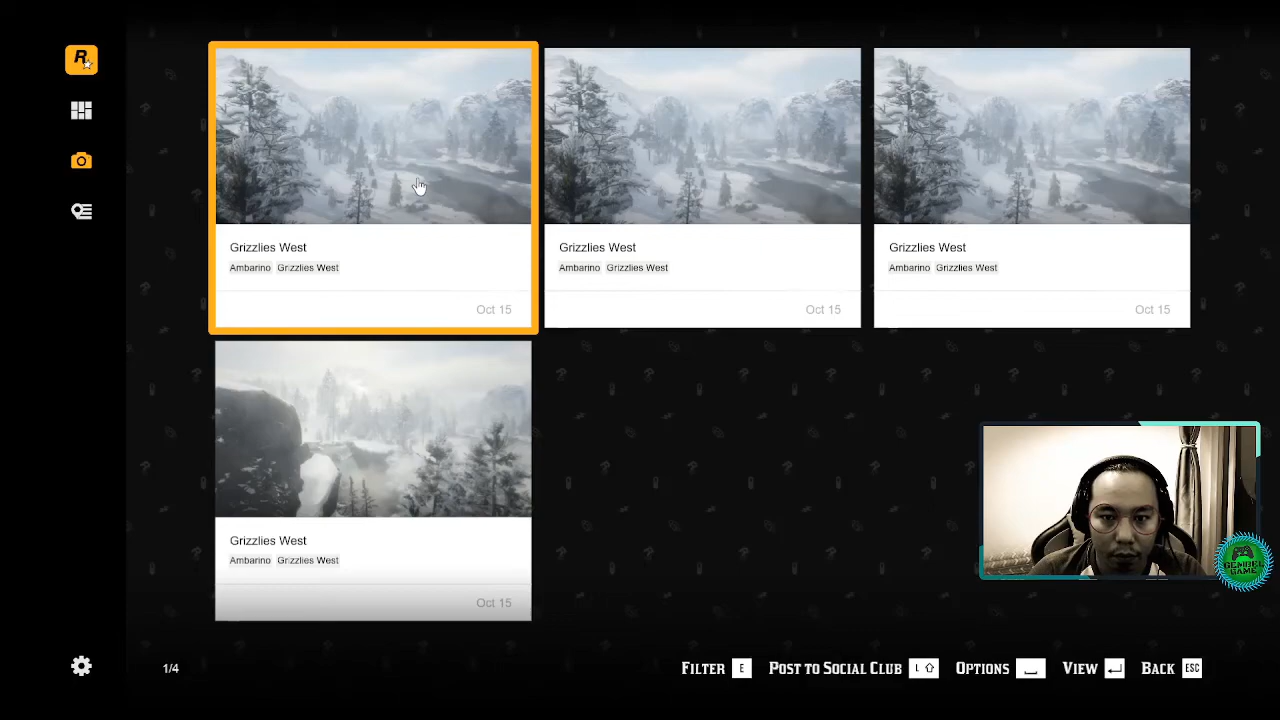 R
Grizzlies West
Ambarino Grizzlies West
Oct 15
Grizzlies West
Ambarino Grizzlies West
Oct 15
Grizzlies West
Ambarino Grizzlies West
Oct 15
Grizzlies West
Ambarino Grizzlies West
Oct 15
GEMBEL
GAME
1/4
FILTER E POST TO SOCIAL CLUB L⇧ OPTIONS VIEW BACK ESC